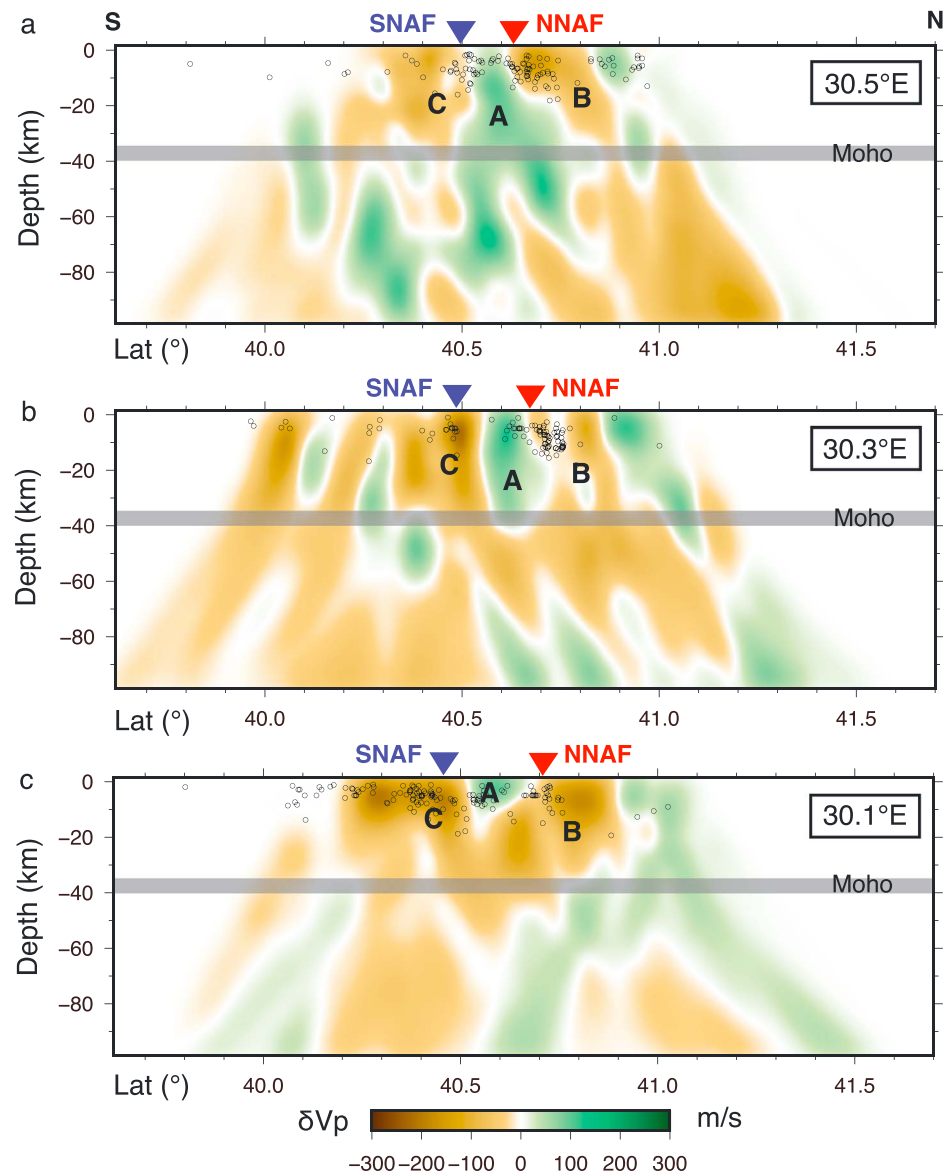 a S SNAF NNAF N
0
−20
−40
−60
−80
Depth (km)
C A B
30.5°E
Moho
Lat (°) 40.0 40.5 41.0 41.5
b SNAF NNAF
0
−20
−40
−60
−80
Depth (km)
C A B
30.3°E
Moho
Lat (°) 40.0 40.5 41.0 41.5
c SNAF NNAF
0
−20
−40
−60
−80
Depth (km)
C A B
30.1°E
Moho
Lat (°) 40.0 40.5 41.0 41.5
δVp m/s
−300 −200 −100 0 100 200 300